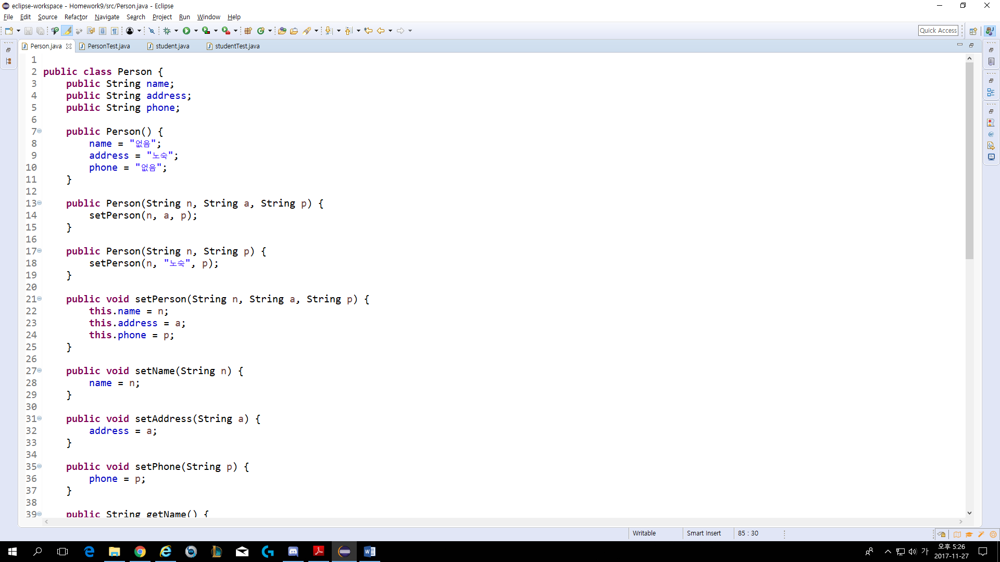 eclipse-workspace - Homework9/src/Person.java - Eclipse
File Edit Source Refactor Navigate Search Project Run Window Help
Quick Access
Person.java PersonTest.java student.java studentTest.java
1
2 public class Person {
3 public String name;
4 public String address;
5 public String phone;
6
7 public Person() {
8 name = "없음";
9 address = "노숙";
10 phone = "없음";
11 }
12
13 public Person(String n, String a, String p) {
14 setPerson(n, a, p);
15 }
16
17 public Person(String n, String p) {
18 setPerson(n, "노숙", p);
19 }
20
21 public void setPerson(String n, String a, String p) {
22 this.name = n;
23 this.address = a;
24 this.phone = p;
25 }
26
27 public void setName(String n) {
28 name = n;
29 }
30
31 public void setAddress(String a) {
32 address = a;
33 }
34
35 public void setPhone(String p) {
36 phone = p;
37 }
38
39 public String getName() {
Writable Smart Insert 85 : 30
가 오후 5:26
2017-11-27